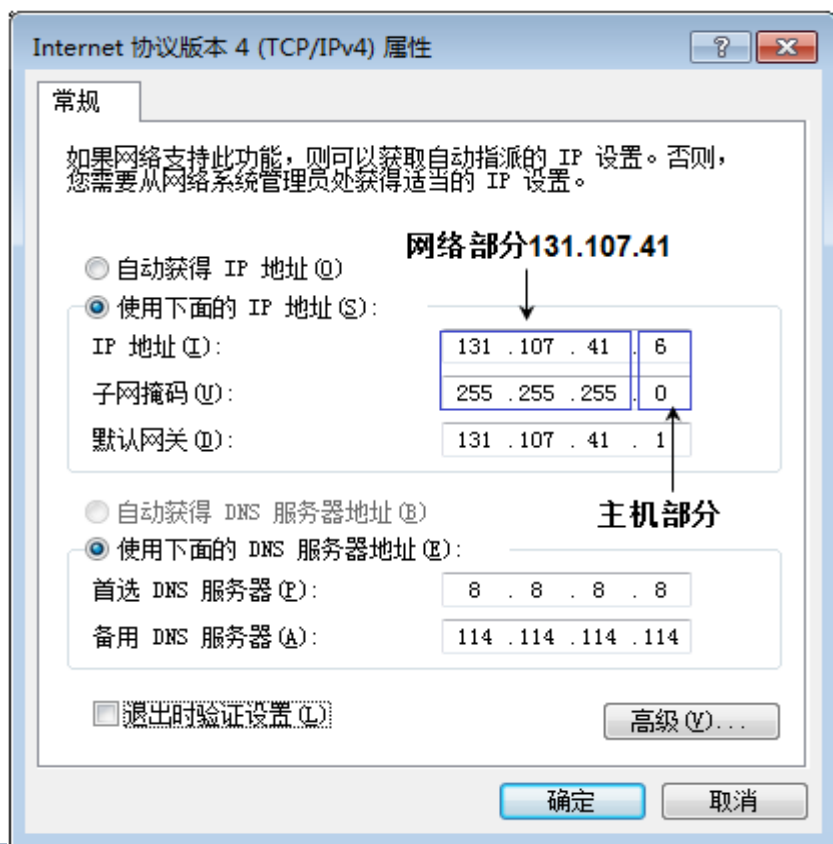 Internet 协议版本 4 (TCP/IPv4) 属性
常规
如果网络支持此功能，则可以获取自动指派的 IP 设置。否则，
您需要从网络系统管理员处获得适当的 IP 设置。
网络部分131.107.41
自动获得 IP 地址(O)
使用下面的 IP 地址(S):
IP 地址(I): 131 . 107 . 41 . 6
子网掩码(U): 255 . 255 . 255 . 0
默认网关(D): 131 . 107 . 41 . 1
主机部分
自动获得 DNS 服务器地址(B)
使用下面的 DNS 服务器地址(E):
首选 DNS 服务器(P): 8 . 8 . 8 . 8
备用 DNS 服务器(A): 114 . 114 . 114 . 114
退出时验证设置(L)
高级(V)...
确定 取消